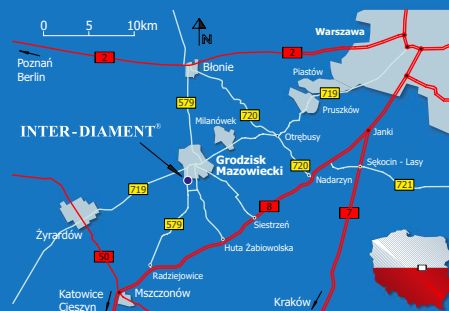 0 5 10km
N
Warszawa
Poznań
Berlin
2
2
Błonie
Piastów
719
579
Pruszków
Milanówek
720
INTER-DIAMENT®
Otrębusy
Janki
Grodzisk
Mazowiecki
720
Sękocin - Lasy
Nadarzyn
721
719
8
7
Siestrzeń
579
Żyrardów
Huta Żabiowolska
50
Radziejowice
Katowice
Cieszyn
Mszczonów
Kraków